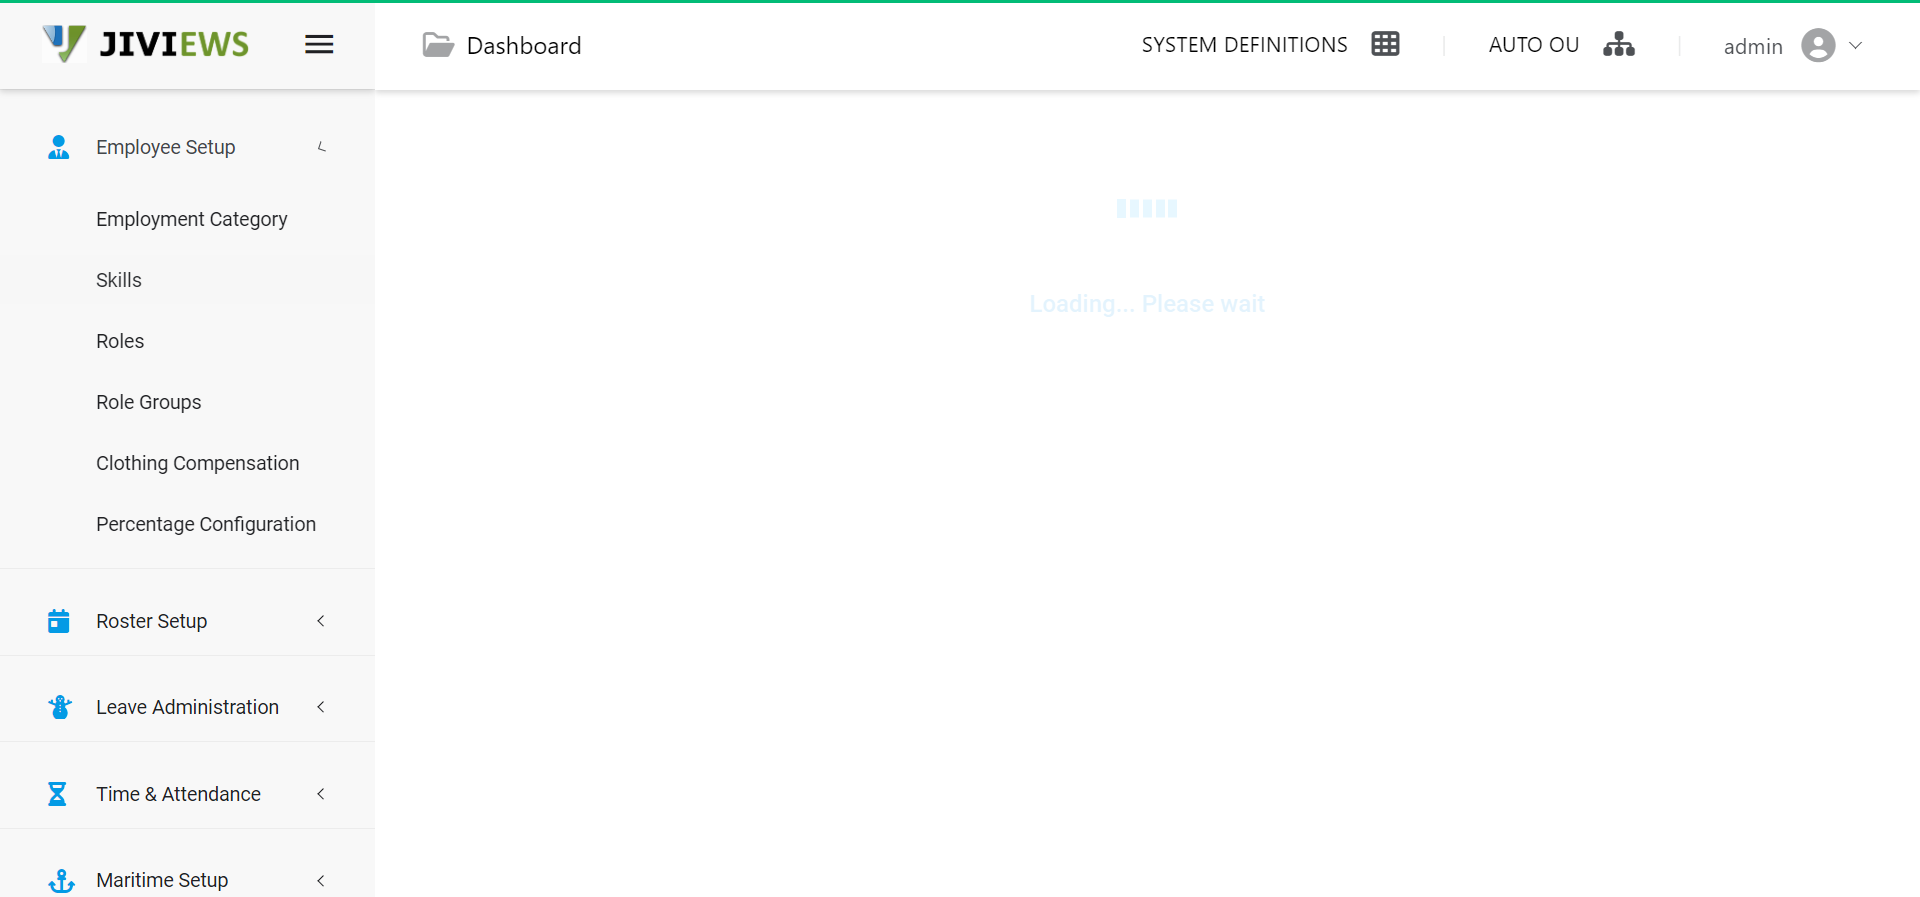 JIVIEWS
Dashboard
SYSTEM DEFINITIONS
AUTO OU
admin
Employee Setup
Employment Category
Skills
Roles
Role Groups
Clothing Compensation
Percentage Configuration
Roster Setup
Leave Administration
Time & Attendance
Maritime Setup
Loading... Please wait